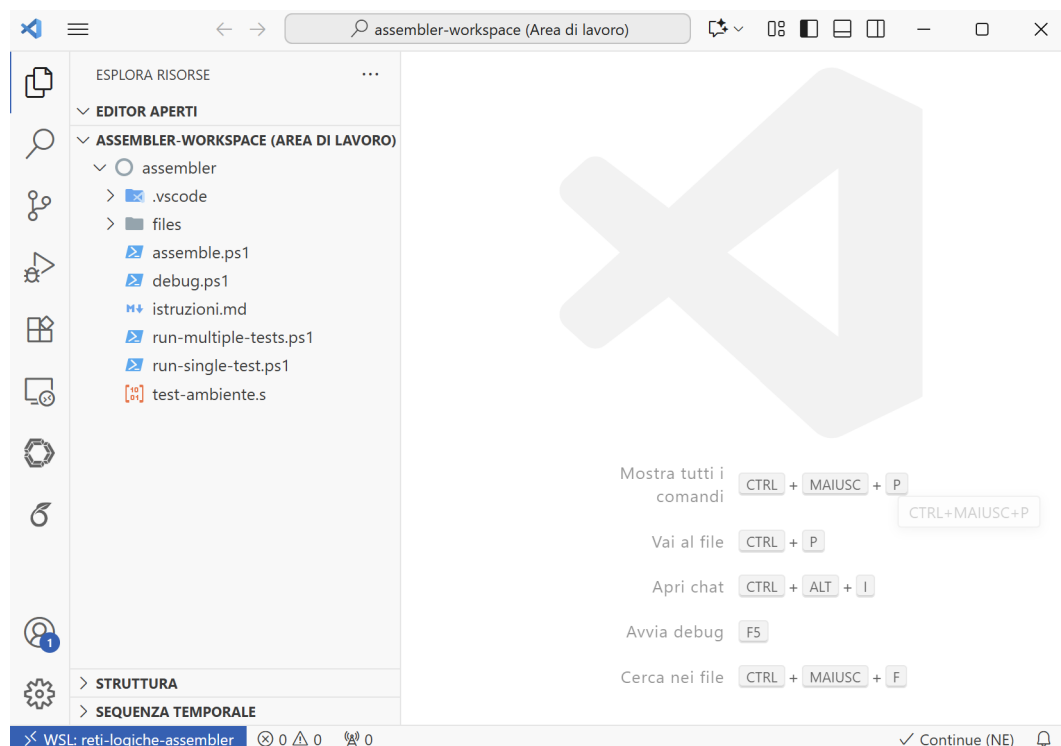 assembler-workspace (Area di lavoro)
ESPLORA RISORSE
EDITOR APERTI
ASSEMBLER-WORKSPACE (AREA DI LAVORO)
assembler
.vscode
files
assemble.ps1
debug.ps1
istruzioni.md
run-multiple-tests.ps1
run-single-test.ps1
test-ambiente.s
Mostra tutti i comandi CTRL + MAIUSC + P
CTRL+MAIUSC+P
Vai al file CTRL + P
Apri chat CTRL + ALT + I
Avvia debug F5
Cerca nei file CTRL + MAIUSC + F
1
STRUTTURA
SEQUENZA TEMPORALE
WSL: reti-logiche-assembler 0 0 0 Continue (NE)